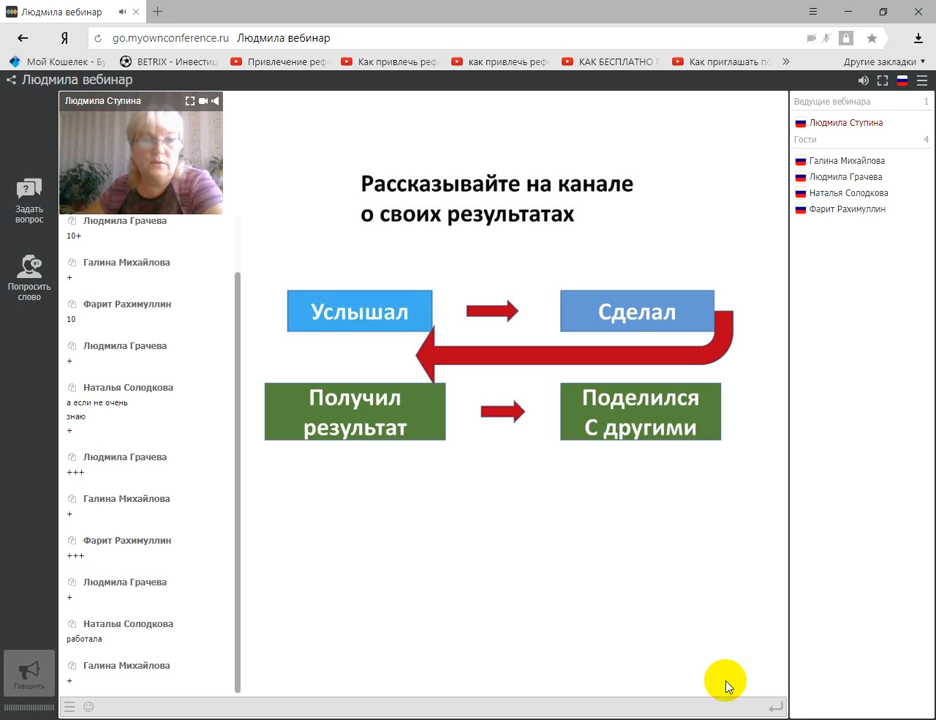 Людмила вебинар
go.myownconference.ru Людмила вебинар
Мой Кошелек - Бу
BETRIX - Инвестиц
Привлечение реф
Как привлечь реф
как привлечь реф
КАК БЕСПЛАТНО
Как приглашать по
Другие закладки
Людмила вебинар
Людмила Ступина
Задать
вопрос
Попросить
слово
Говорить
Людмила Грачева
10+
Галина Михайлова
+
Фарит Рахимуллин
10
Людмила Грачева
+
Наталья Солодкова
а если не очень
знаю
+
Людмила Грачева
+++
Галина Михайлова
+
Фарит Рахимуллин
+++
Людмила Грачева
+
Наталья Солодкова
работала
Галина Михайлова
+
Рассказывайте на канале
о своих результатах
Услышал
Сделал
Получил
результат
Поделился
С другими
Ведущие вебинара 1
Людмила Ступина
Гости 4
Галина Михайлова
Людмила Грачева
Наталья Солодкова
Фарит Рахимуллин